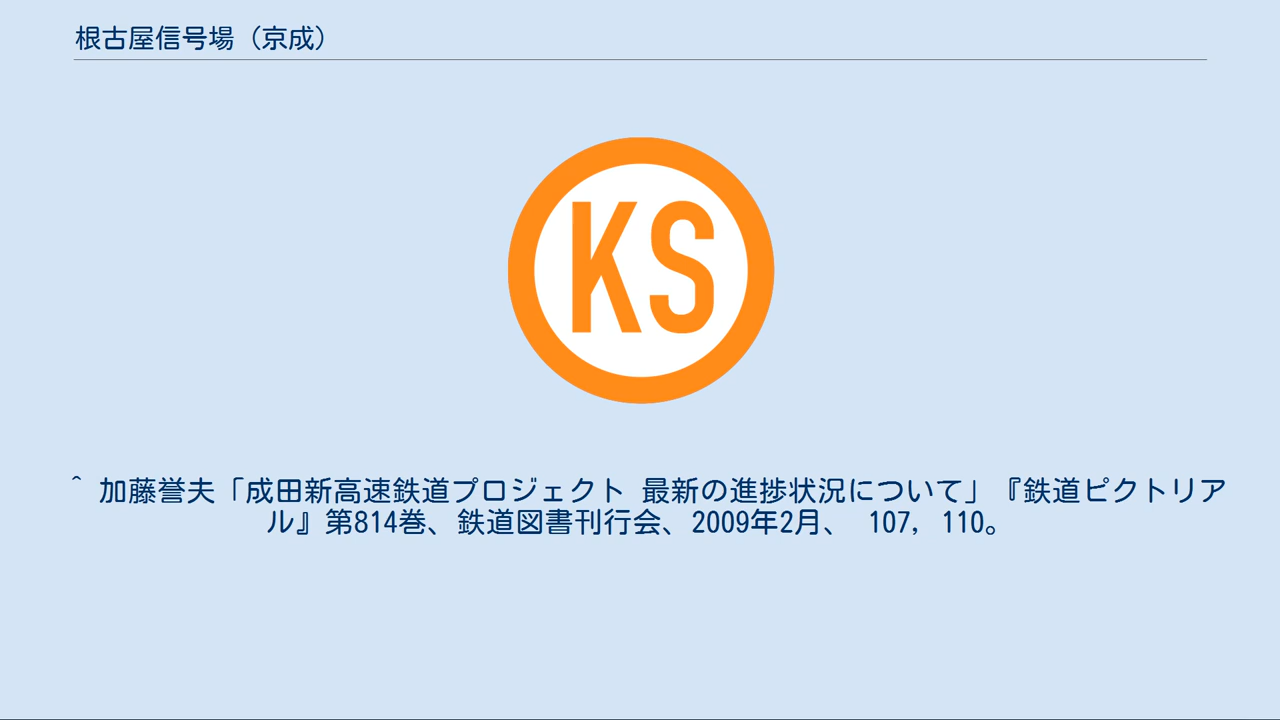 根古屋信号場（京成）
KS
^ 加藤誉夫「成田新高速鉄道プロジェクト 最新の進捗状況について」『鉄道ピクトリア
ル』第814巻、鉄道図書刊行会、2009年2月、 107, 110。